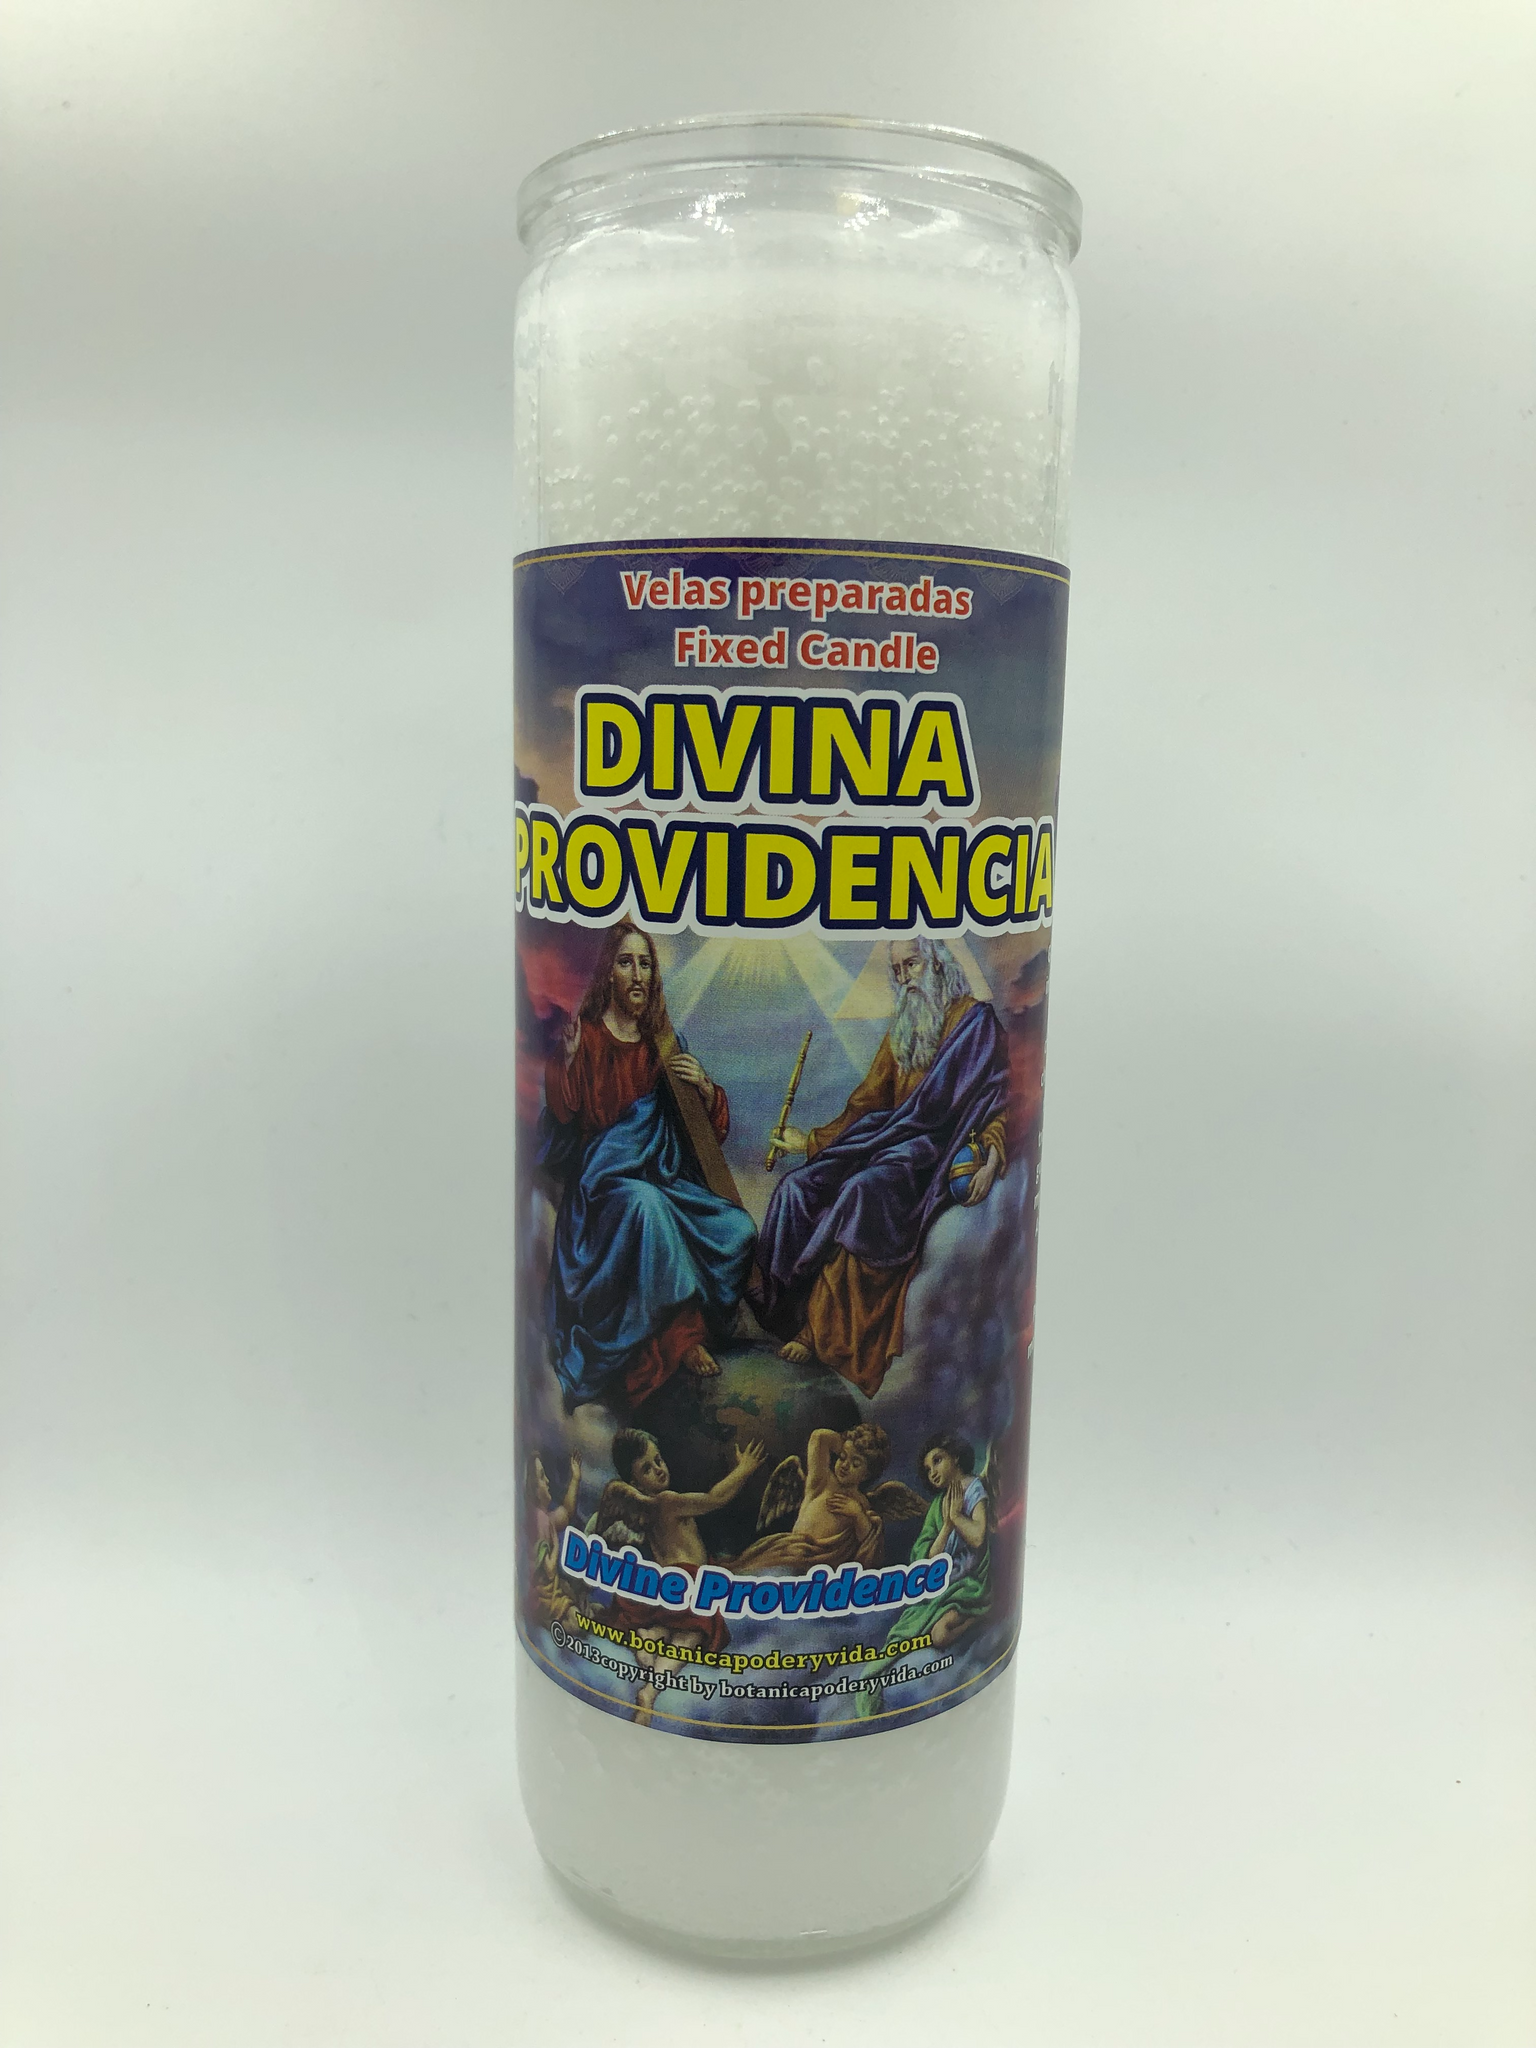 Velas preparadas
Fixed Candle
DIVINA
PROVIDENCIA
Divine Providence
www.botanicapoderyvida.com
©2013copyright by botanicapoderyvida.com